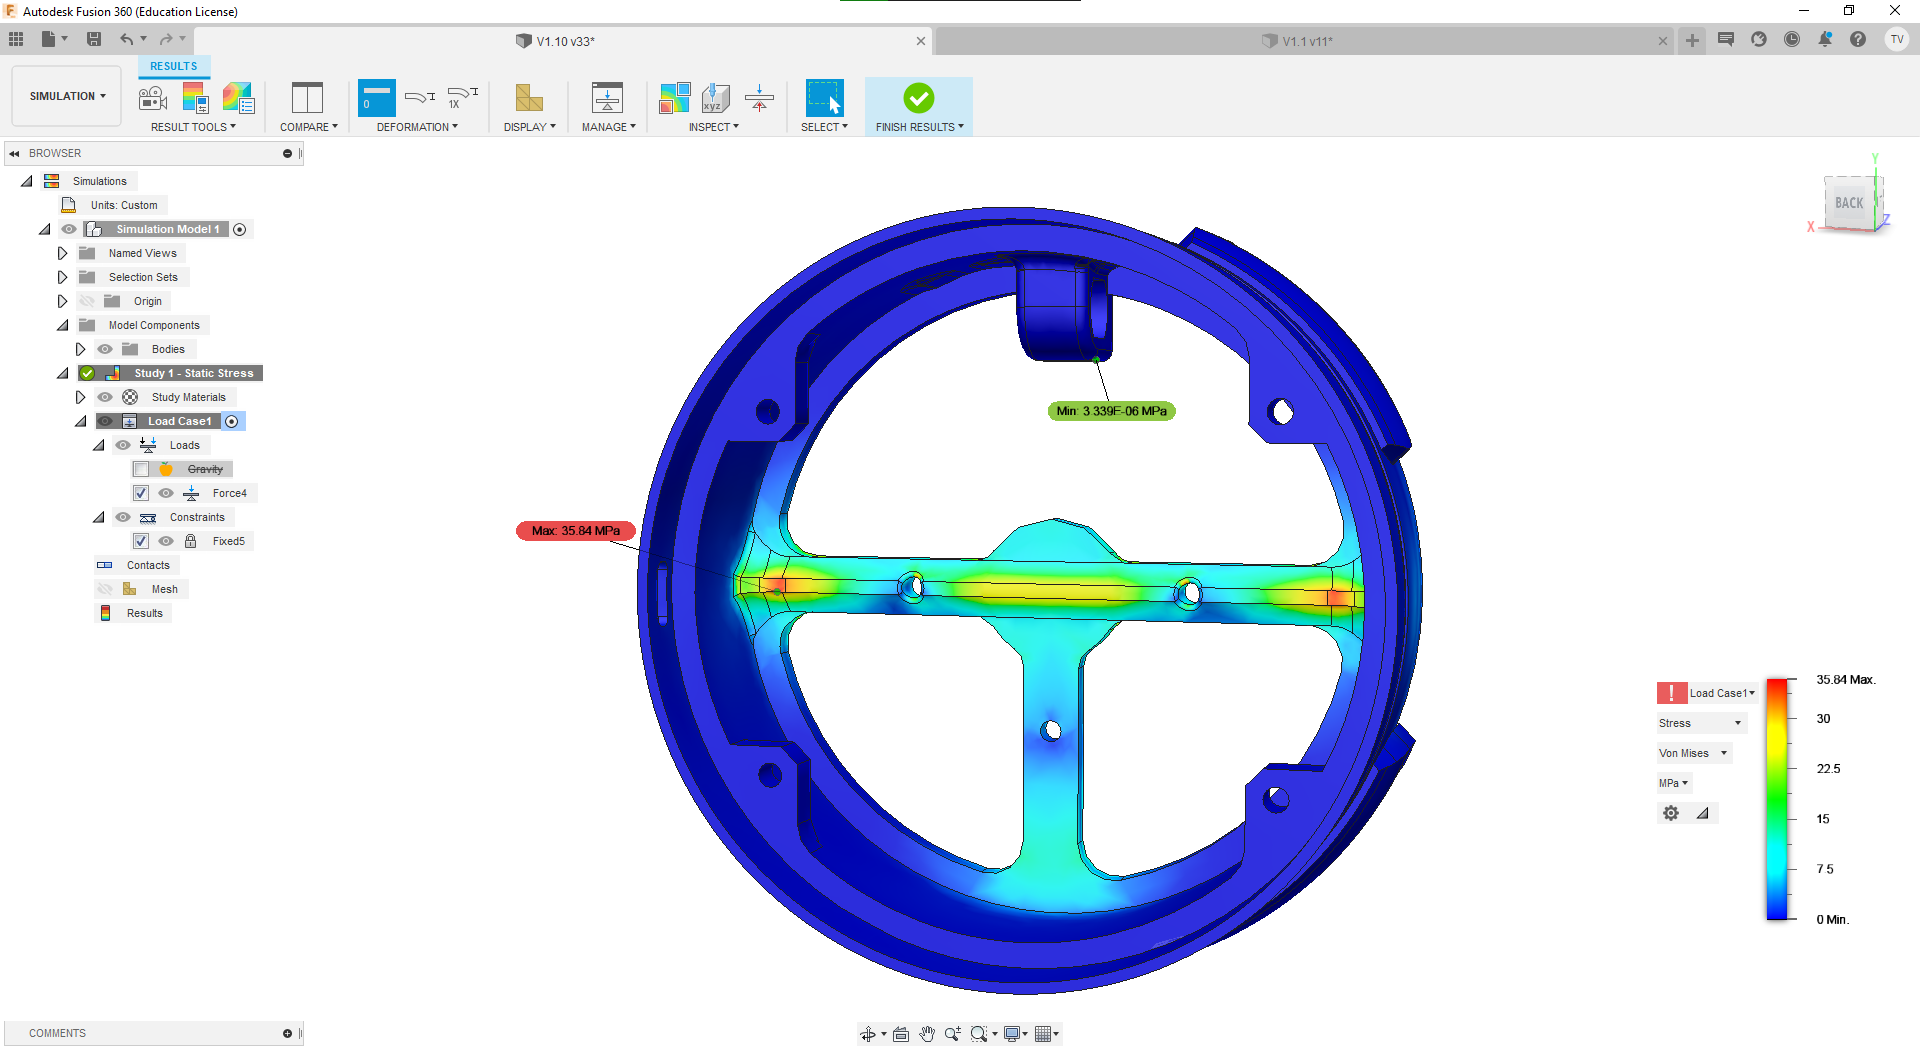 Autodesk Fusion 360 (Education License)
V1.10 v33*
V1.1 v11*
TV
RESULTS
SIMULATION
0
1X
xyz
RESULT TOOLS
COMPARE
DEFORMATION
DISPLAY
MANAGE
INSPECT
SELECT
FINISH RESULTS
BROWSER
Simulations
Units: Custom
Simulation Model 1
Named Views
Selection Sets
Origin
Model Components
Bodies
Study 1 - Static Stress
Study Materials
Load Case1
Loads
Gravity
Force4
Constraints
Fixed5
Contacts
Mesh
Results
Y
BACK
X
Z
Min: 3.339E-06 MPa
Max: 35.84 MPa
Load Case1
Stress
Von Mises
MPa
35.84 Max.
30
22.5
15
7.5
0 Min.
COMMENTS